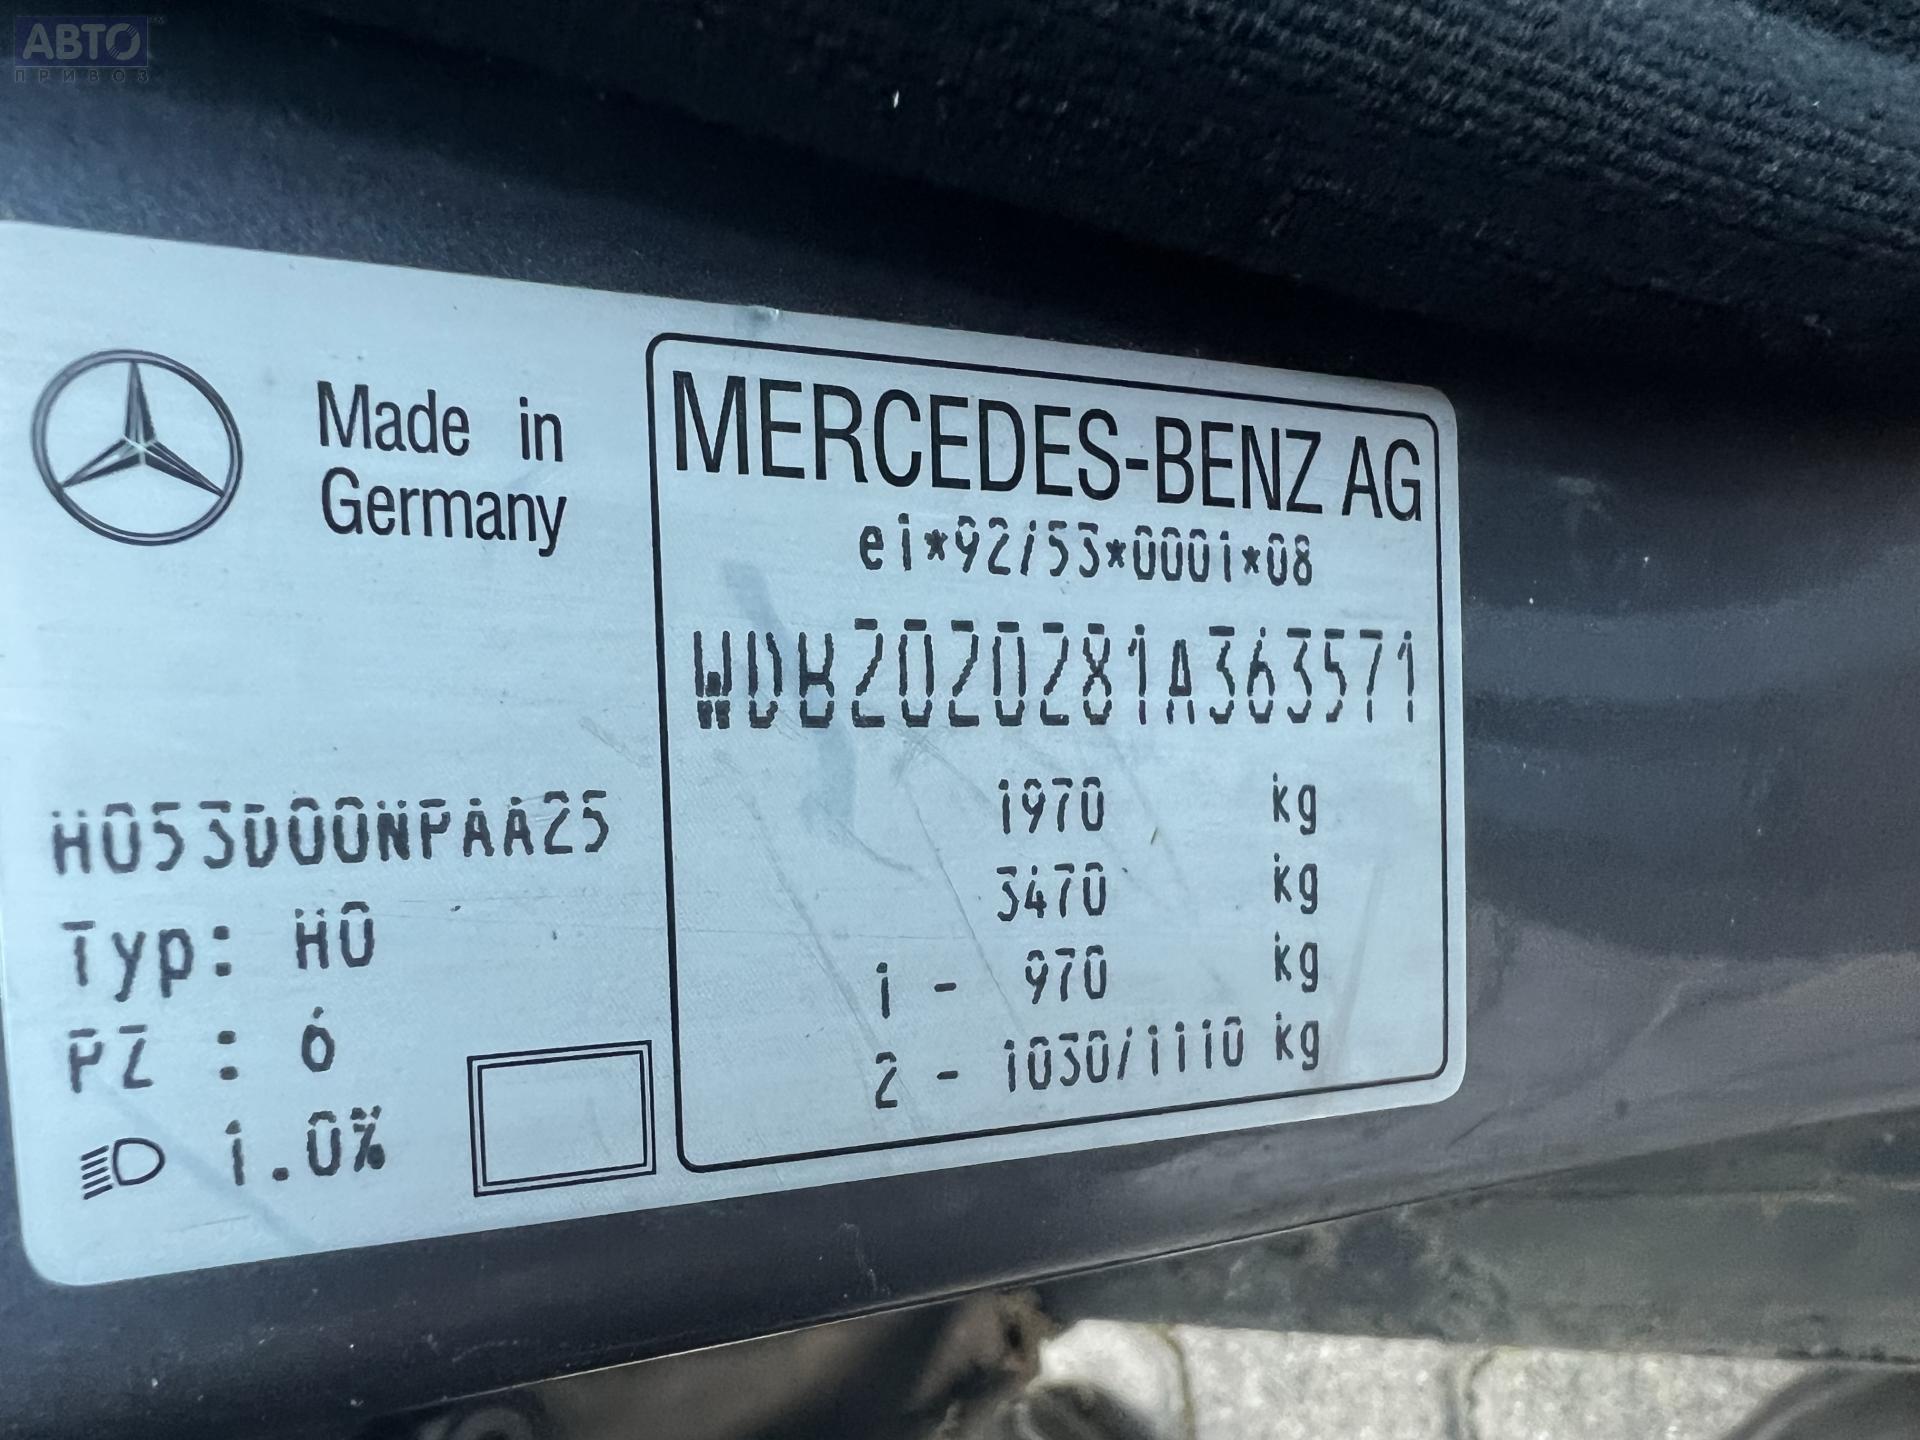 АВТО
ПРИВОЗ
Made in
Germany
MERCEDES-BENZ AG
e1*92/53*0001*08
WDB2020281A363571
1970 kg
3470 kg
1 - 970 kg
2 - 1030/1110 kg
H053D00NPAA25
Typ: H0
PZ : 6
1.0%